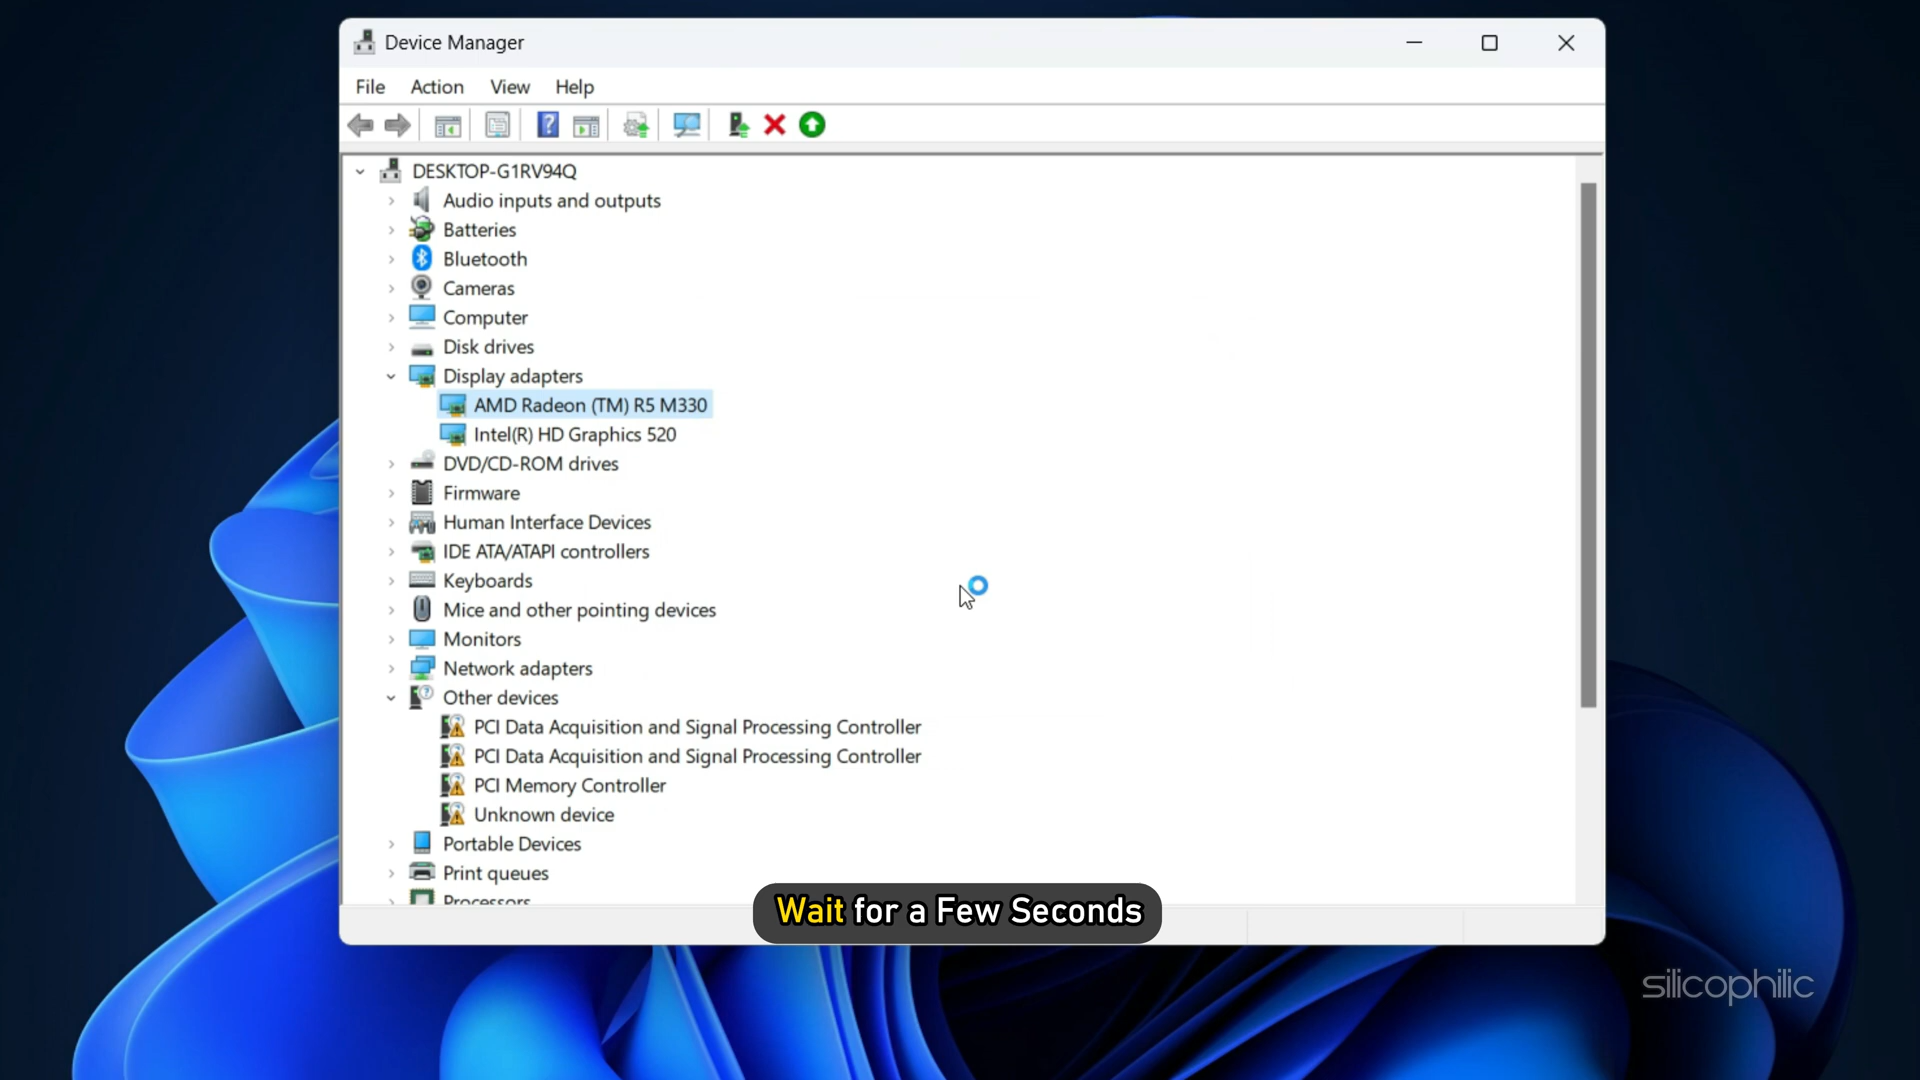 Device Manager
File Action View Help
DESKTOP-G1RV94Q
Audio inputs and outputs
Batteries
Bluetooth
Cameras
Computer
Disk drives
Display adapters
AMD Radeon (TM) R5 M330
Intel(R) HD Graphics 520
DVD/CD-ROM drives
Firmware
Human Interface Devices
IDE ATA/ATAPI controllers
Keyboards
Mice and other pointing devices
Monitors
Network adapters
Other devices
PCI Data Acquisition and Signal Processing Controller
PCI Data Acquisition and Signal Processing Controller
PCI Memory Controller
Unknown device
Portable Devices
Print queues
Processors
Wait for a Few Seconds
silicophilic